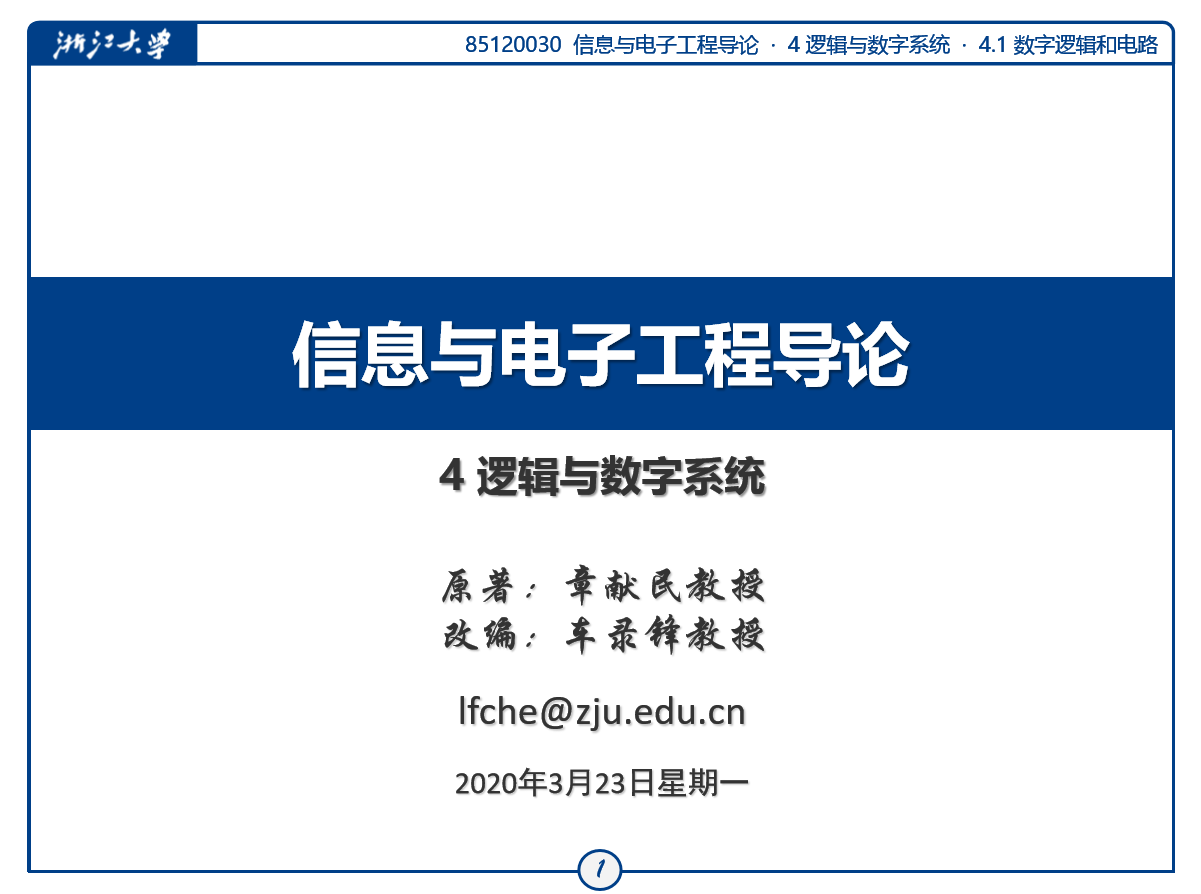 浙江大学
85120030 信息与电子工程导论 · 4 逻辑与数字系统 · 4.1 数字逻辑和电路
信息与电子工程导论
4 逻辑与数字系统
原著：章献民教授
改编：车录锋教授
lfche@zju.edu.cn
2020年3月23日星期一
1